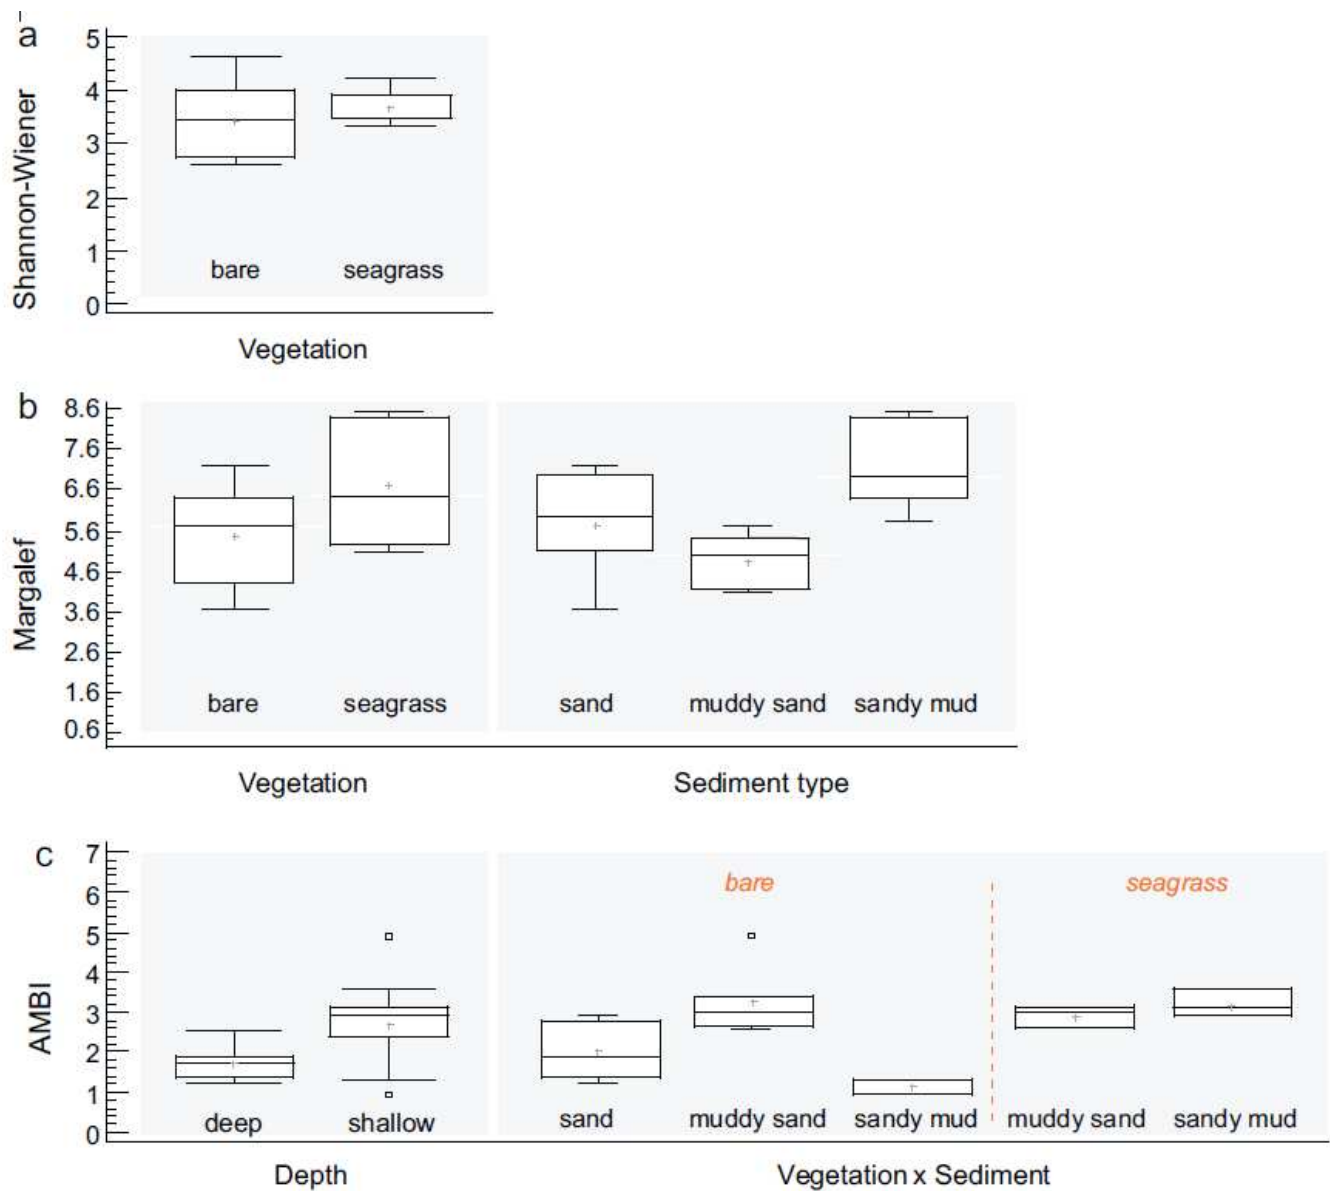 a
Shannon-Wiener
5
4
3
2
1
0
bare seagrass
Vegetation
b
Margalef
8.6
7.6
6.6
5.6
4.6
3.6
2.6
1.6
0.6
bare seagrass sand muddy sand sandy mud
Vegetation Sediment type
c
AMBI
7
6
5
4
3
2
1
0
bare seagrass
deep shallow sand muddy sand sandy mud muddy sand sandy mud
Depth Vegetation x Sediment